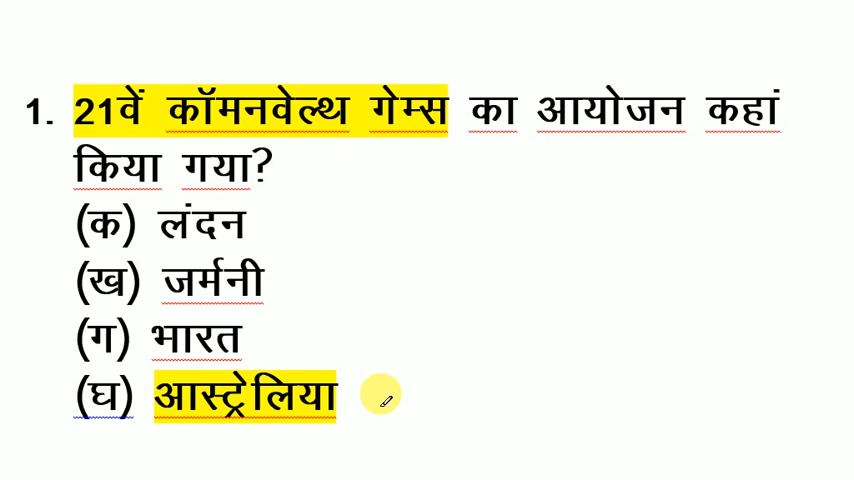 1. 21वें कॉमनवेल्थ गेम्स का आयोजन कहां
किया गया?
(क) लंदन
(ख) जर्मनी
(ग) भारत
(घ) आस्ट्रेलिया